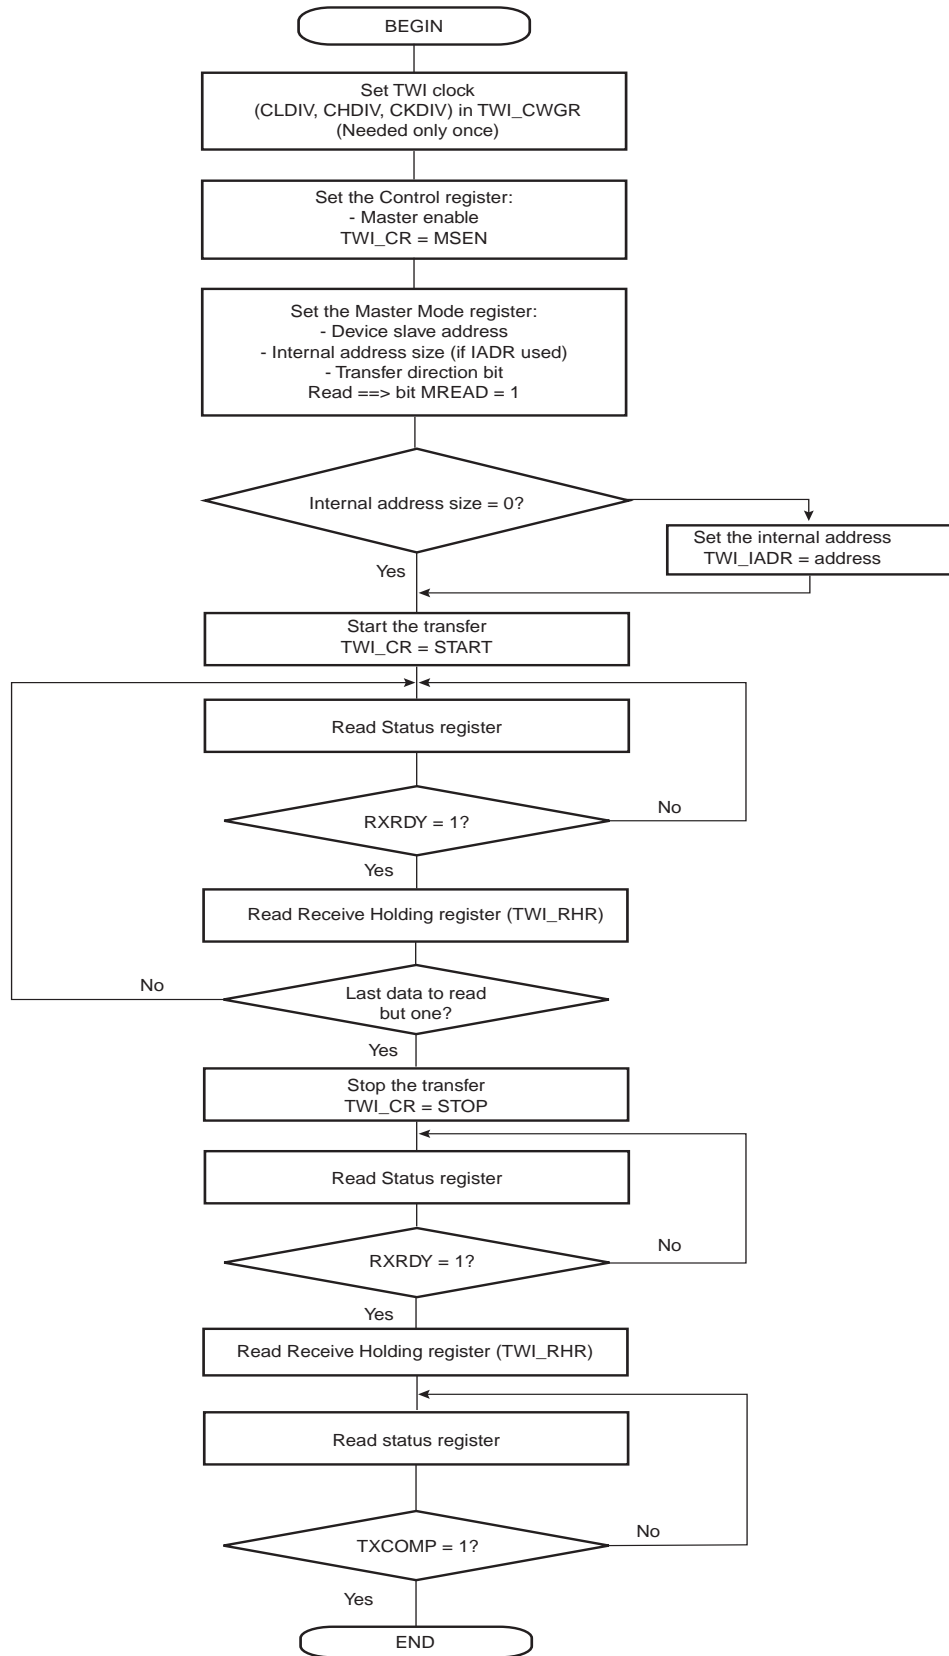 BEGIN
Set TWI clock
(CLDIV, CHDIV, CKDIV) in TWI_CWGR
(Needed only once)
Set the Control register:
- Master enable
TWI_CR = MSEN
Set the Master Mode register:
- Device slave address
- Internal address size (if IADR used)
- Transfer direction bit
Read ==> bit MREAD = 1
Internal address size = 0?
Set the internal address
TWI_IADR = address
Yes
Start the transfer
TWI_CR = START
Read Status register
RXRDY = 1?
No
Yes
Read Receive Holding register (TWI_RHR)
No
Last data to read
but one?
Yes
Stop the transfer
TWI_CR = STOP
Read Status register
RXRDY = 1?
No
Yes
Read Receive Holding register (TWI_RHR)
Read status register
TXCOMP = 1?
No
Yes
END